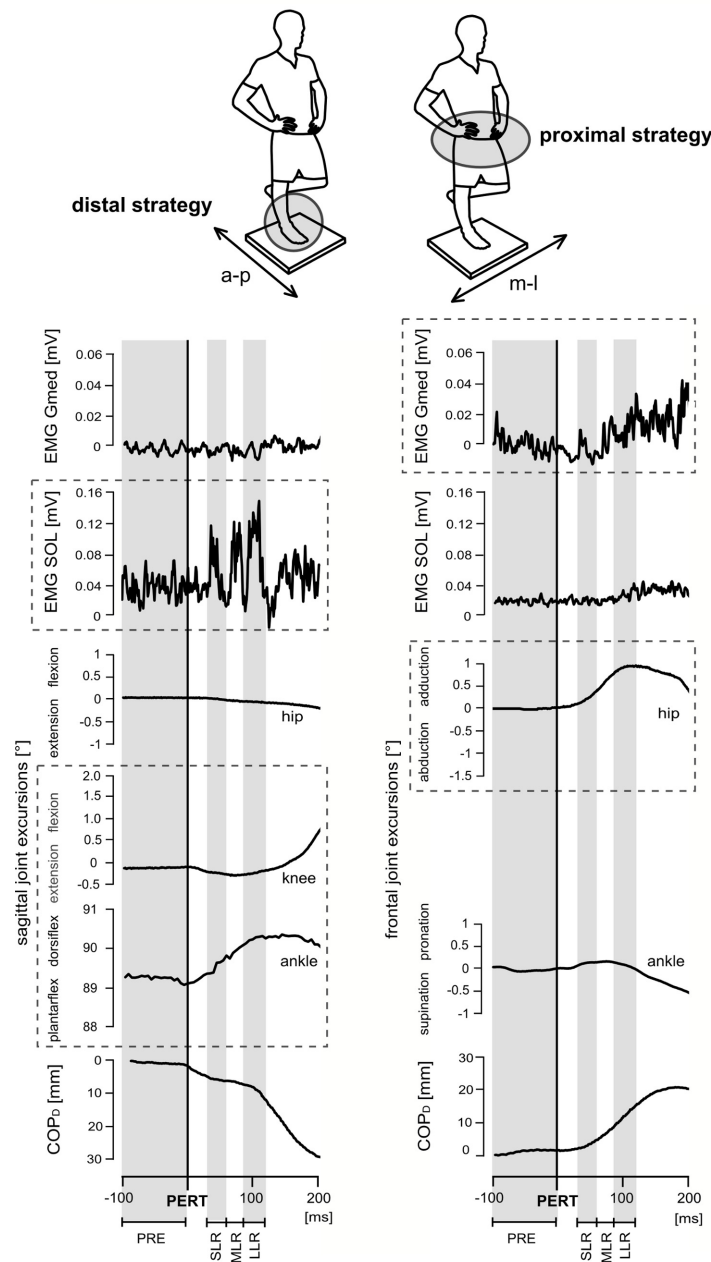 proximal strategy
distal strategy
a-p
m-l
EMG Gmed [mV]
0.06
0.04
0.02
0
EMG SOL [mV]
0.16
0.12
0.08
0.04
0
sagittal joint excursions [°]
extension flexion
1
0.5
0
-0.5
-1
hip
extension flexion
2.0
1.5
1.0
0.5
0
-0.5
knee
plantarflex dorsiflex
91
90
89
88
ankle
COPD [mm]
0
10
20
30
-100
PERT
100
200
[ms]
PRE
SLR
MLR
LLR
EMG Gmed [mV]
0.06
0.04
0.02
0
EMG SOL [mV]
0.16
0.12
0.08
0.04
0
frontal joint excursions [°]
abduction adduction
1
0.5
0
-0.5
-1
-1.5
hip
supination pronation
1
0.5
0
-0.5
-1
ankle
COPD [mm]
30
20
10
0
-100
PERT
100
200
[ms]
PRE
SLR
MLR
LLR